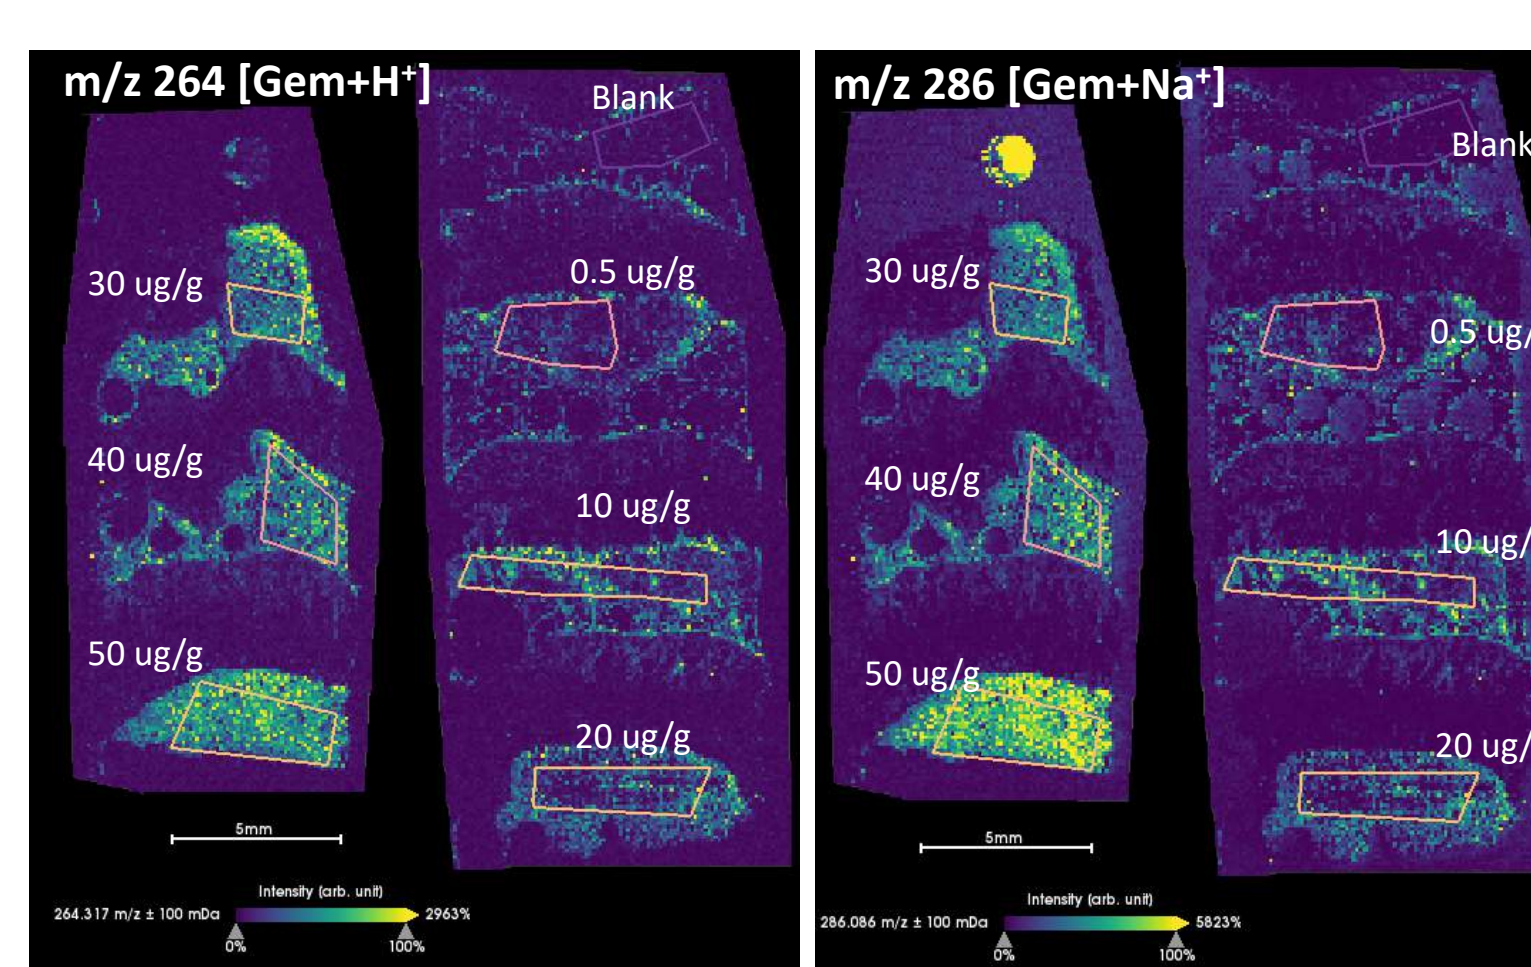 m/z 264 [Gem+H⁺]
Blank
30 ug/g
0.5 ug/g
40 ug/g
10 ug/g
50 ug/g
20 ug/g
5mm
Intensity (arb. unit)
264.317 m/z ± 100 mDa
2963%
0%
100%
m/z 286 [Gem+Na⁺]
Blank
30 ug/g
0.5 ug/
40 ug/g
10 ug/
50 ug/g
20 ug/
5mm
Intensity (arb. unit)
286.086 m/z ± 100 mDa
5823%
0%
100%